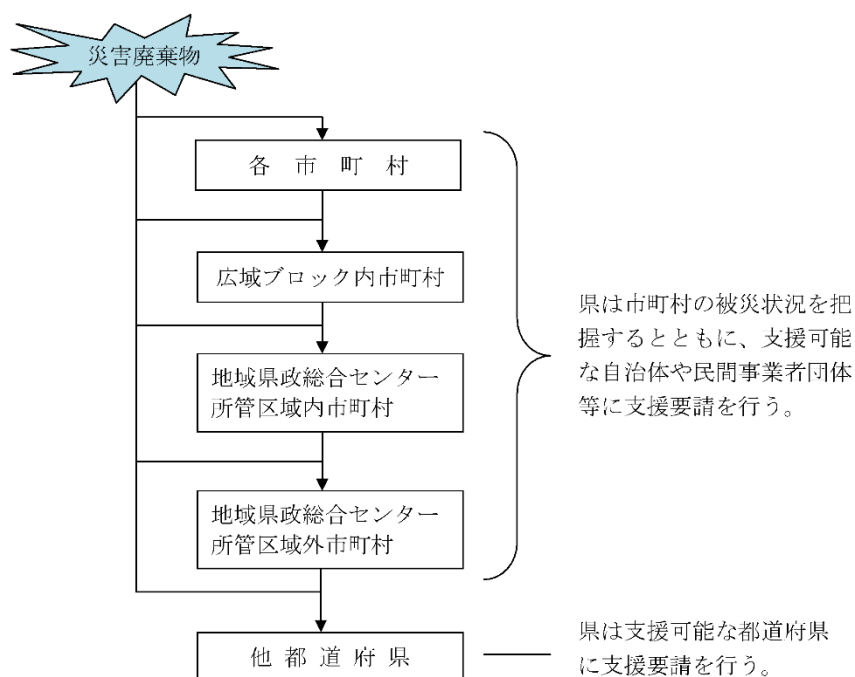 災害廃棄物
各市町村
広域ブロック内市町村
地域県政総合センター
所管区域内市町村
地域県政総合センター
所管区域外市町村
他都道府県
県は市町村の被災状況を把
握するとともに、支援可能
な自治体や民間事業者団体
等に支援要請を行う。
県は支援可能な都道府県
に支援要請を行う。